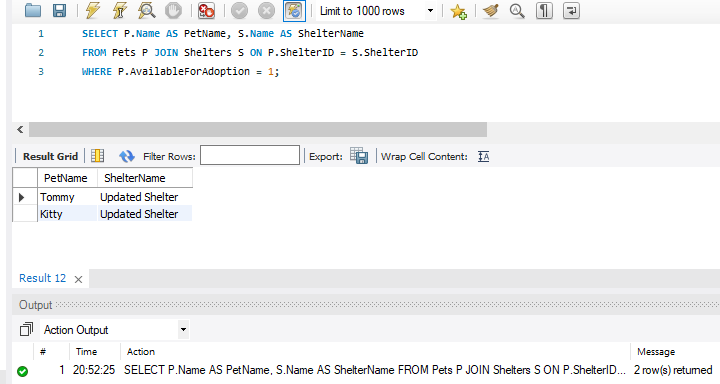 Limit to 1000 rows
1 SELECT P.Name AS PetName, S.Name AS ShelterName
2 FROM Pets P JOIN Shelters S ON P.ShelterID = S.ShelterID
3 WHERE P.AvailableForAdoption = 1;
Result Grid Filter Rows: Export: Wrap Cell Content:
PetName ShelterName
Tommy Updated Shelter
Kitty Updated Shelter
Result 12
Output
Action Output
# Time Action Message
1 20:52:25 SELECT P.Name AS PetName, S.Name AS ShelterName FROM Pets P JOIN Shelters S ON P.ShelterID... 2 row(s) returned